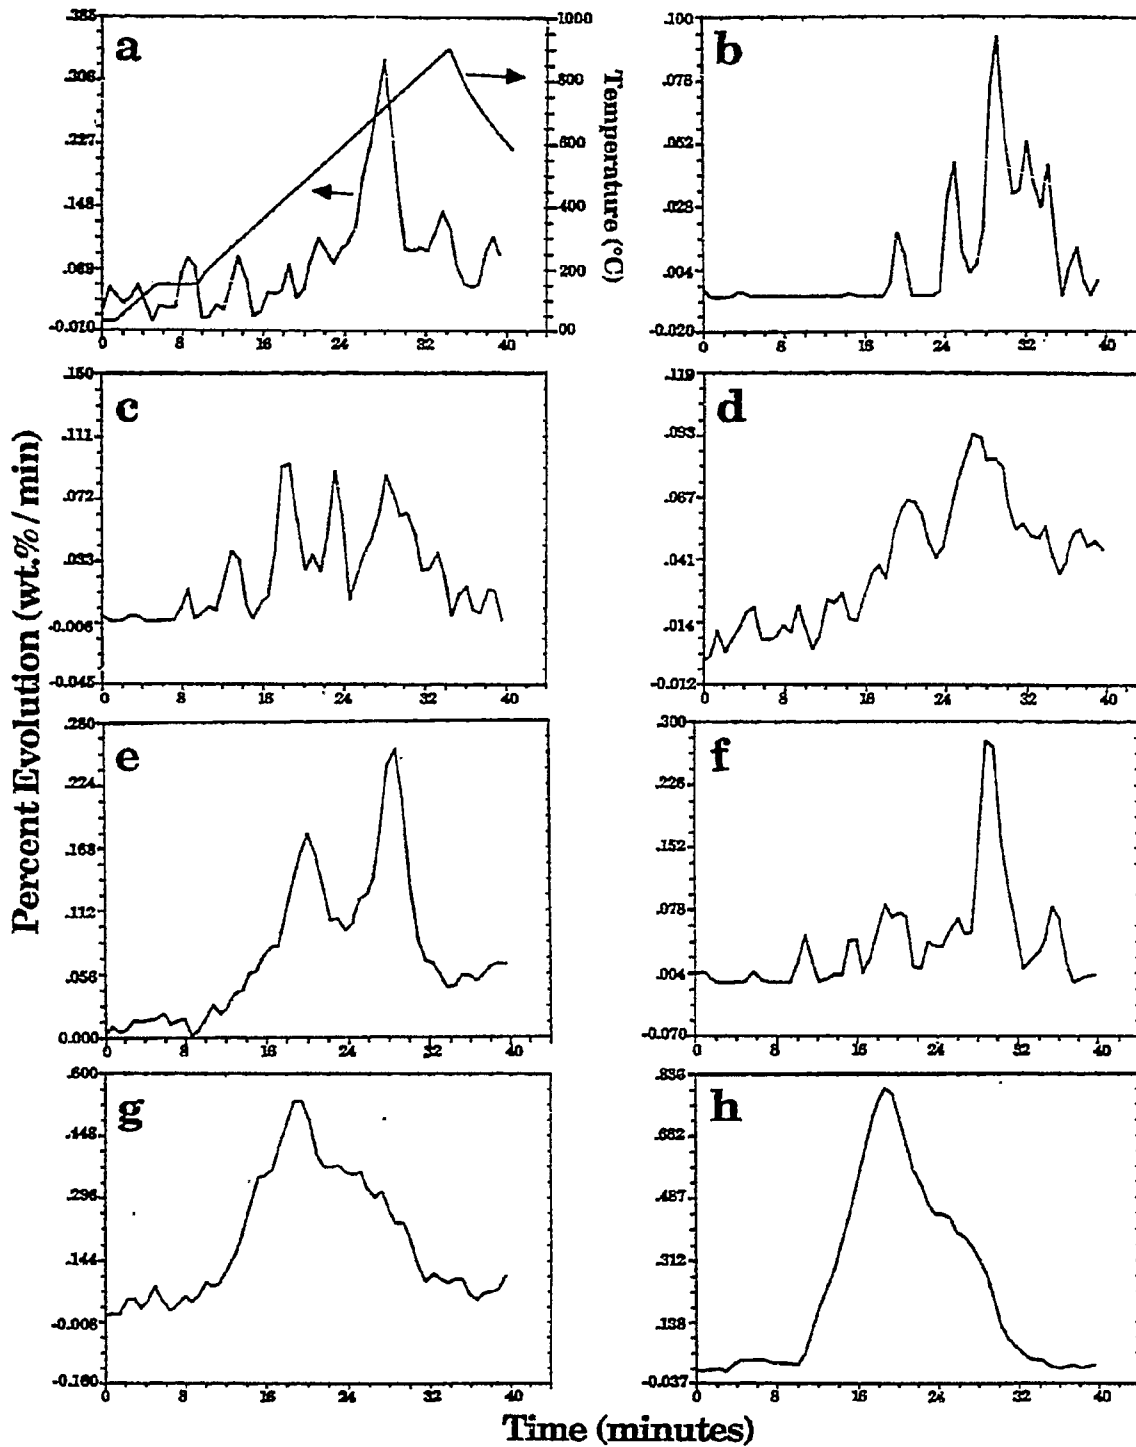 a
.385
.306
.227
.148
.069
-0.010
1000
800
600
400
200
00
Temperature (°C)
0 8 16 24 32 40
b
.100
.078
.052
.028
.004
-0.020
0 8 16 24 32 40
c
.150
.111
.072
.033
-0.006
-0.045
0 8 16 24 32 40
d
.119
.093
.067
.041
.014
-0.012
0 8 16 24 32 40
Percent Evolution (wt.% / min)
e
.280
.224
.168
.112
.056
0.000
0 8 16 24 32 40
f
.300
.226
.152
.078
.004
-0.070
0 8 16 24 32 40
g
.600
.448
.296
.144
-0.008
-0.160
0 8 16 24 32 40
h
.836
.662
.487
.312
.138
-0.037
0 8 16 24 32 40
Time (minutes)